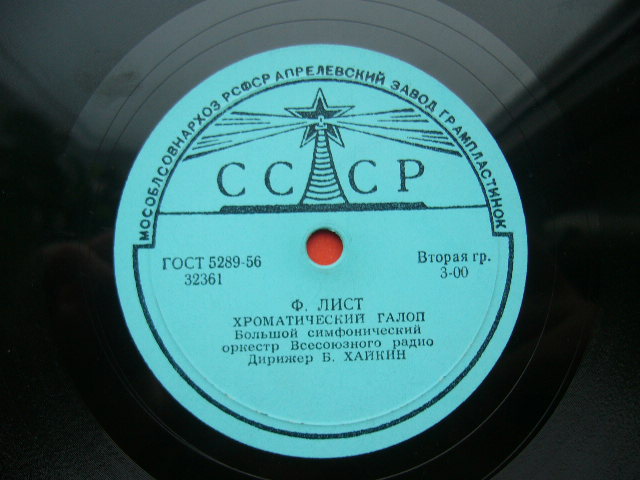 МОСОБЛСОВНАРХОЗ РСФСР АПРЕЛЕВСКИЙ ЗАВОД ГРАМПЛАСТИНОК
СССР
ГОСТ 5289-56
32361
Вторая гр.
3-00
Ф. ЛИСТ
ХРОМАТИЧЕСКИЙ ГАЛОП
Большой симфонический
оркестр Всесоюзного радио
Дирижер Б. ХАЙКИН